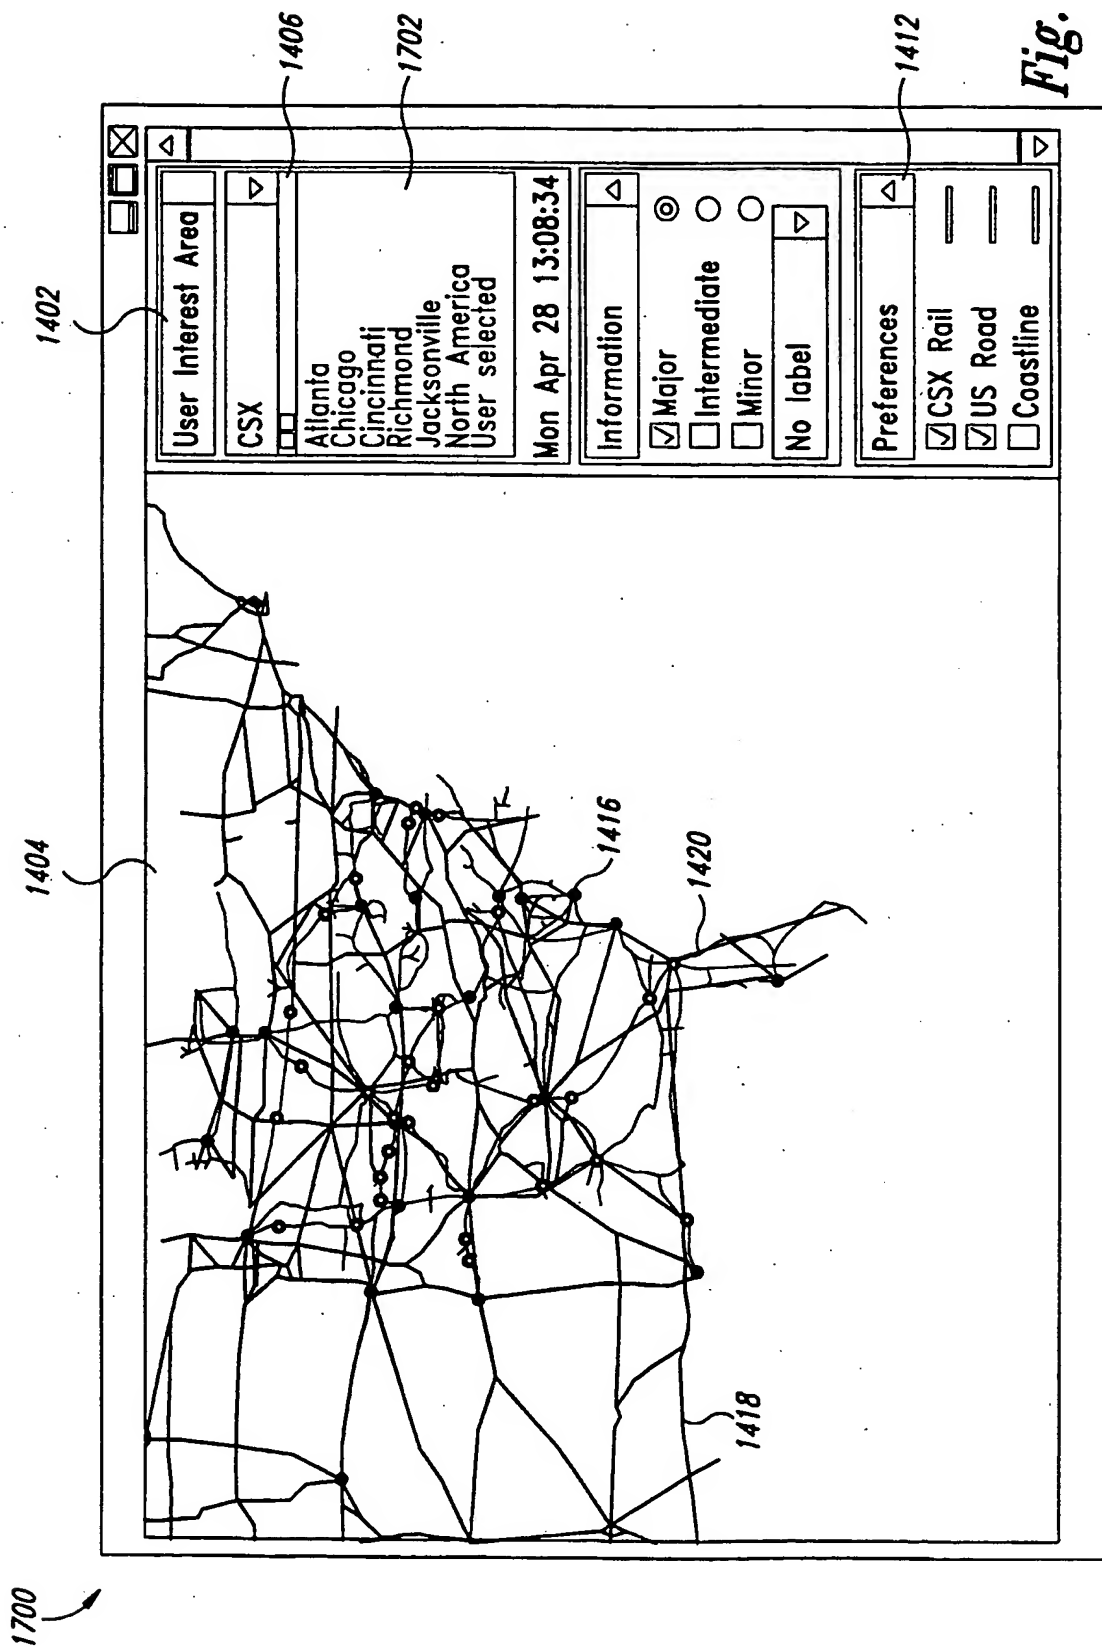 1700
1402
1404
1406
1702
1412
User Interest Area
CSX
Atlanta
Chicago
Cincinnati
Richmond
Jacksonville
North America
User selected
Mon Apr 28 13:08:34
Information
Major
Intermediate
Minor
No label
Preferences
CSX Rail
US Road
Coastline
1416
1420
1418
Fig.